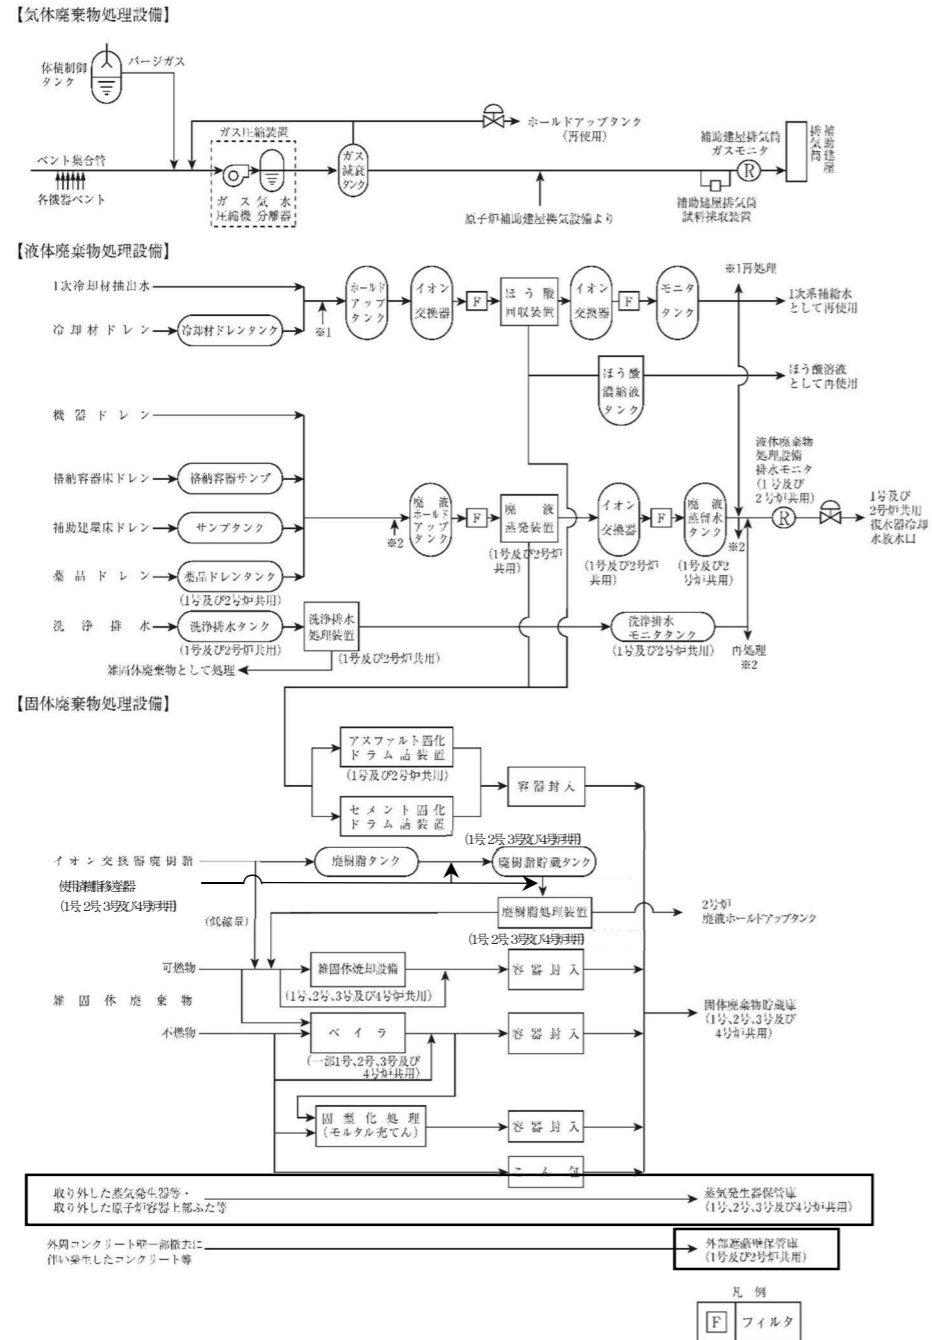 【気体廃棄物処理設備】
体積制御
タンク
パージガス
ガス圧縮装置
ホールドアップタンク
(再使用)
ベント集合管
各機器ベント
ガス
圧縮機
気水
分離器
ガス
減衰
タンク
原子炉補助建屋換気設備より
補助建屋排気筒
ガスモニタ
R
補助建屋排気筒
試料採取装置
補助建屋
排気筒
【液体廃棄物処理設備】
1次冷却材抽出水
冷却材ドレン
冷却材ドレンタンク
※1
ホールド
アップ
タンク
イオン
交換器
F
ほう酸
回収装置
イオン
交換器
F
モニタ
タンク
※1再処理
1次系補給水
として再使用
ほう酸
濃縮液
タンク
ほう酸溶液
として再使用
機器ドレン
格納容器床ドレン
格納容器サンプ
補助建屋床ドレン
サンプタンク
薬品ドレン
薬品ドレンタンク
(1号及び2号炉共用)
※2
廃液
ホールド
アップ
タンク
F
廃液
蒸発装置
(1号及び2号炉
共用)
イオン
交換器
(1号及び2号炉
共用)
F
廃液
蒸留水
タンク
(1号及び2
号炉共用)
※2
液体廃棄物
処理設備
排水モニタ
(1号及び
2号炉共用)
R
1号及び
2号炉共用
復水器冷却
水放水口
洗浄排水
洗浄排水タンク
(1号及び2号炉共用)
洗浄排水
処理装置
(1号及び2号炉共用)
雑固体廃棄物として処理
洗浄排水
モニタタンク
(1号及び2号炉共用)
再処理
※2
【固体廃棄物処理設備】
アスファルト固化
ドラム詰装置
(1号及び2号炉共用)
セメント固化
ドラム詰装置
容器封入
(1号、2号、3号及び4号炉共用)
イオン交換器廃樹脂
廃樹脂タンク
廃樹脂貯蔵タンク
使用済樹脂移送容器
(1号、2号、3号及び4号炉共用)
(低線量)
廃樹脂処理装置
(1号、2号、3号及び4号炉共用)
2号炉
廃液ホールドアップタンク
可燃物
雑固体焼却設備
(1号、2号、3号及び4号炉共用)
容器封入
雑固体廃棄物
不燃物
ベイラ
(一部1号、2号、3号及び
4号炉共用)
容器封入
固体廃棄物貯蔵庫
(1号、2号、3号及び
4号炉共用)
固型化処理
(モルタル充てん)
容器封入
こん包
取り外した蒸気発生器等・
取り外した原子炉容器上部ふた等
蒸気発生器保管庫
(1号、2号、3号及び4号炉共用)
外周コンクリート壁一部撤去に
伴い発生したコンクリート等
外部遮蔽壁保管庫
(1号及び2号炉共用)
凡例
F フィルタ